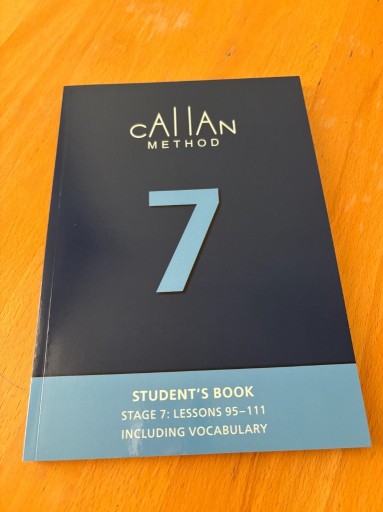 CALLAN
METHOD
7
STUDENT'S BOOK
STAGE 7: LESSONS 95–111
INCLUDING VOCABULARY